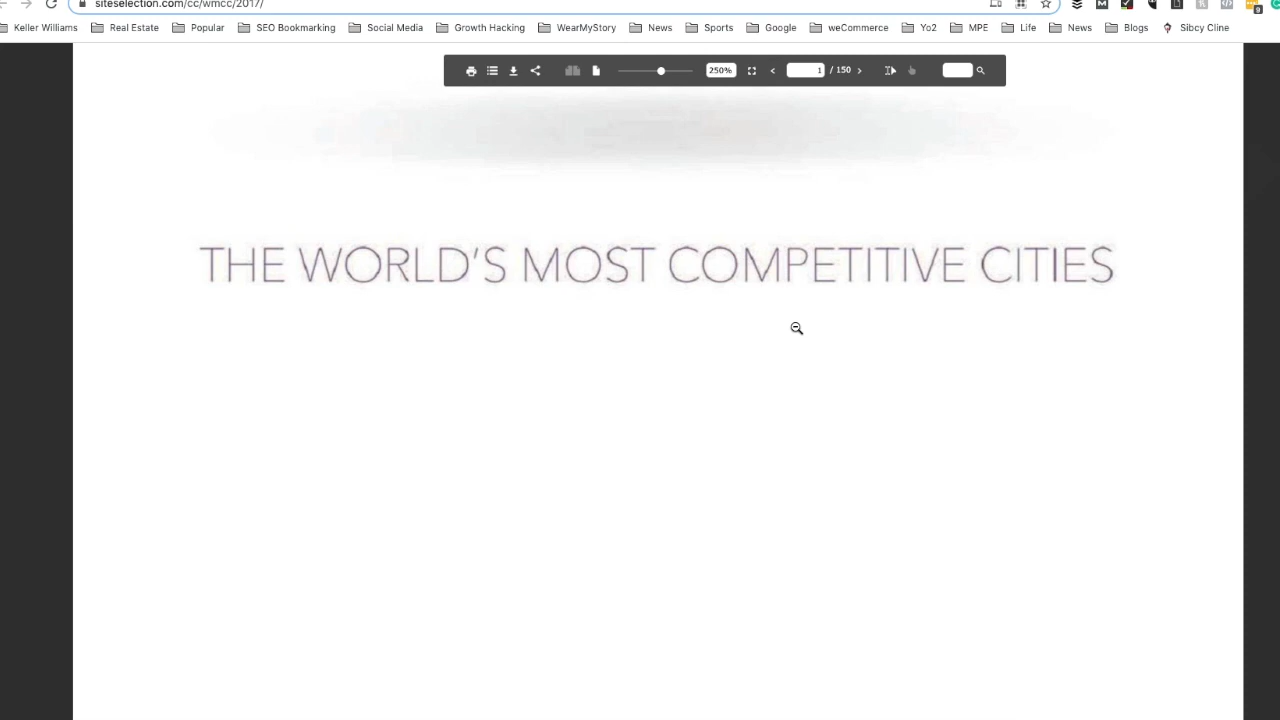 siteselection.com/cc/wmcc/2017/
Keller Williams Real Estate Popular SEO Bookmarking Social Media Growth Hacking WearMyStory News Sports Google weCommerce Yo2 MPE Life News Blogs Sibcy Cline
250% 1 / 150
THE WORLD'S MOST COMPETITIVE CITIES